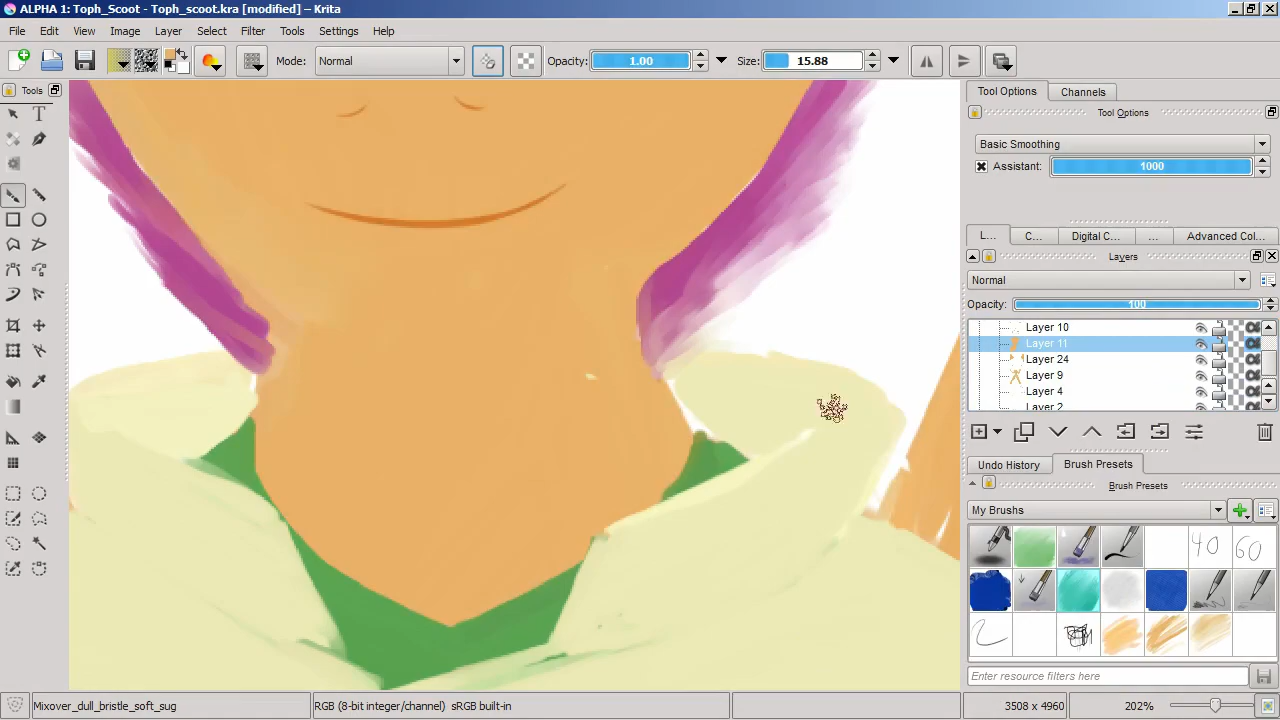 ALPHA 1: Toph_Scoot - Toph_scoot.kra [modified] – Krita
File Edit View Image Layer Select Filter Tools Settings Help
Mode: Normal Opacity: 1.00 Size: 15.88
Tools
Tool Options Channels
Tool Options
Basic Smoothing
Assistant: 1000
L... C... Digital C... ... Advanced Col...
Layers
Normal
Opacity: 100
Layer 10
Layer 11
Layer 24
Layer 9
Layer 4
Layer 2
Undo History Brush Presets
Brush Presets
My Brushes
40 60
Enter resource filters here
Mixover_dull_bristle_soft_sug RGB (8-bit integer/channel) sRGB built-in 3508 x 4960 202%